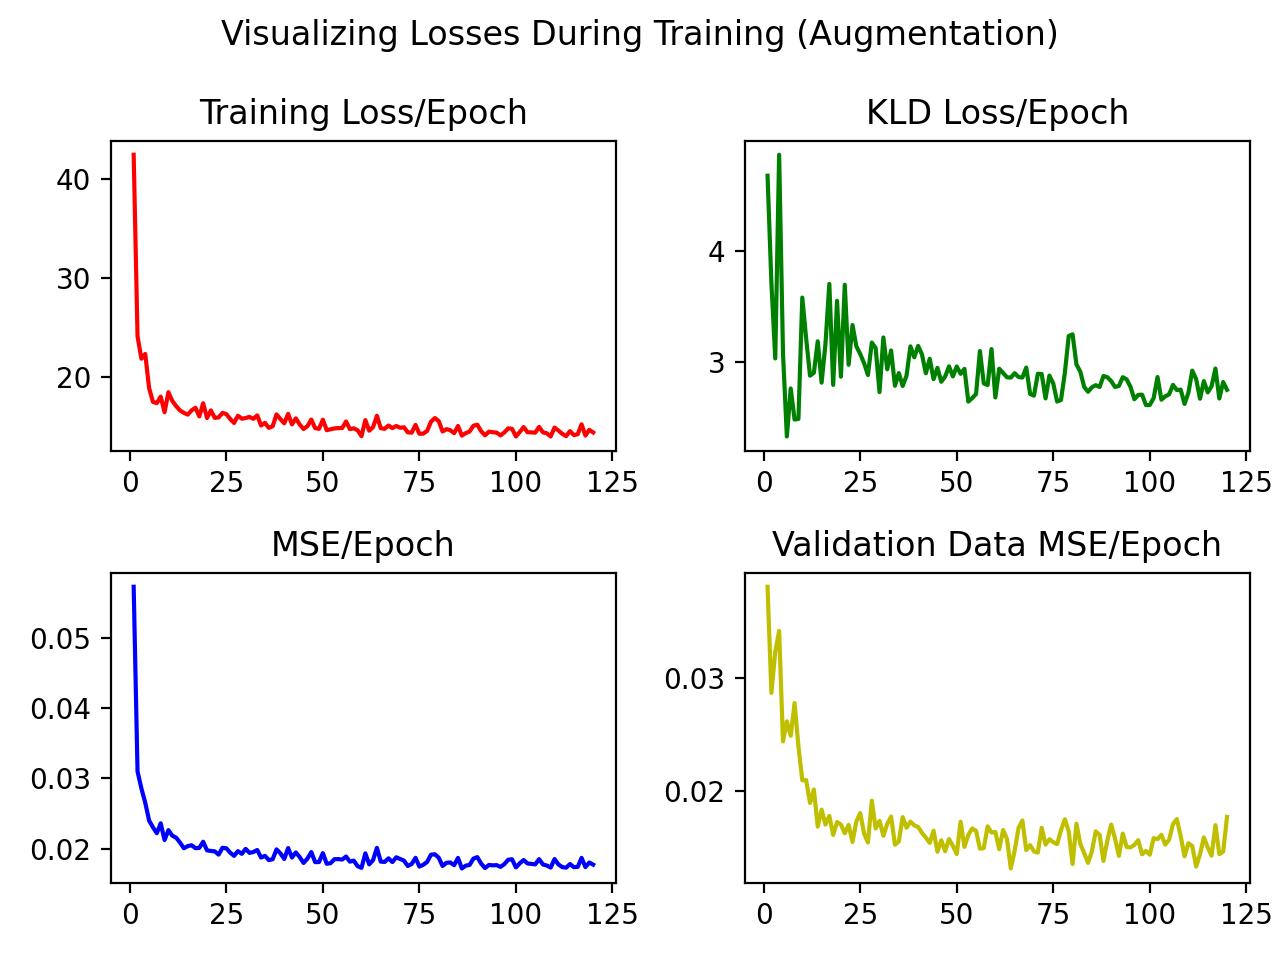 Visualizing Losses During Training (Augmentation)
Training Loss/Epoch
40
30
20
0 25 50 75 100 125
KLD Loss/Epoch
4
3
0 25 50 75 100 125
MSE/Epoch
0.05
0.04
0.03
0.02
0 25 50 75 100 125
Validation Data MSE/Epoch
0.03
0.02
0 25 50 75 100 125